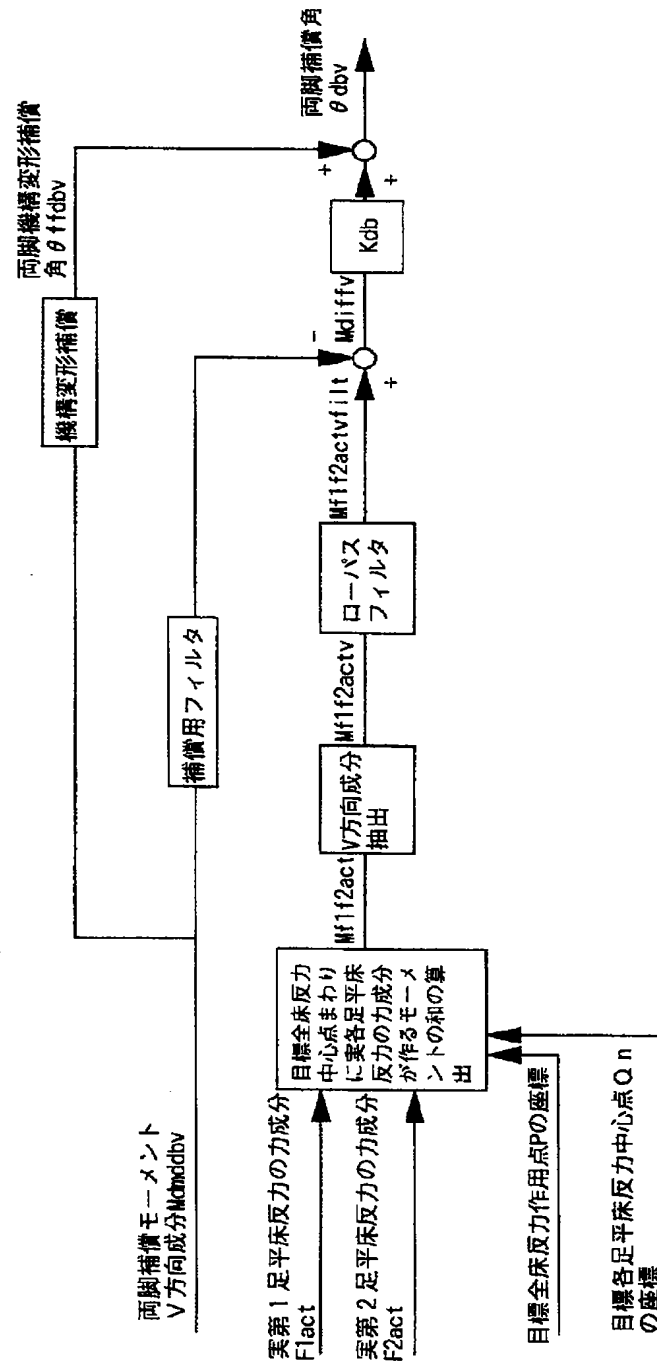 両脚補償モーメント
V方向成分Mdmddbv
機構変形補償
両脚機構変形補償
角θffdbv
補償用フィルタ
実第1足平床反力の力成分
F1act
実第2足平床反力の力成分
F2act
目標全床反力作用点Pの座標
目標各足平床反力中心点Qn
の座標
目標全床反力
中心点まわり
に実各足平床
反力の力成分
が作るモーメ
ントの和の算
出
Mf1f2act
V方向成分
抽出
Mf1f2actv
ローパス
フィルタ
Mf1f2actvfilt
-
+
Mdiffv
Kdb
+
+
両脚補償角
θdbv